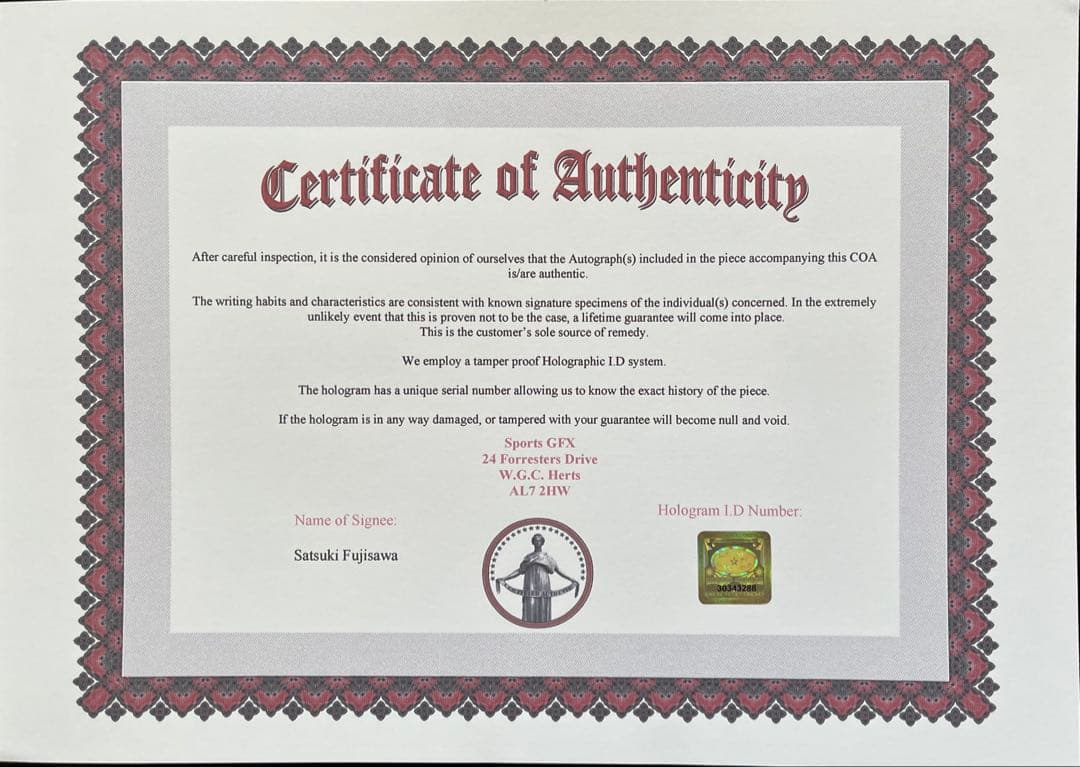 Certificate of Authenticity
After careful inspection, it is the considered opinion of ourselves that the Autograph(s) included in the piece accompanying this COA
is/are authentic.
The writing habits and characteristics are consistent with known signature specimens of the individual(s) concerned. In the extremely
unlikely event that this is proven not to be the case, a lifetime guarantee will come into place.
This is the customer's sole source of remedy.
We employ a tamper proof Holographic I.D system.
The hologram has a unique serial number allowing us to know the exact history of the piece.
If the hologram is in any way damaged, or tampered with your guarantee will become null and void.
Sports GFX
24 Forresters Drive
W.G.C. Herts
AL7 2HW
Name of Signee:
Satsuki Fujisawa
Hologram I.D Number:
30343288